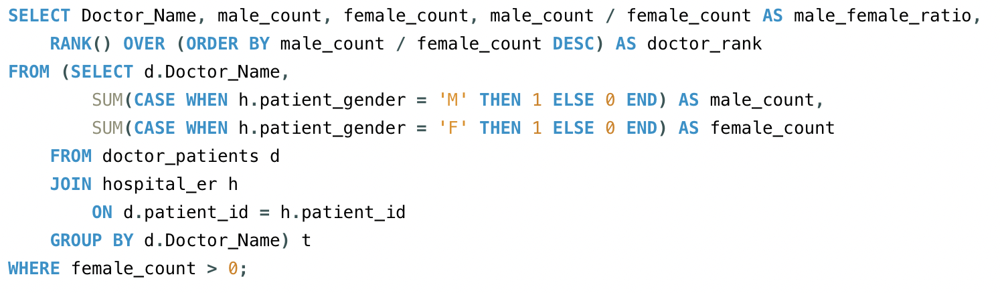 SELECT Doctor_Name, male_count, female_count, male_count / female_count AS male_female_ratio,
    RANK() OVER (ORDER BY male_count / female_count DESC) AS doctor_rank
FROM (SELECT d.Doctor_Name,
        SUM(CASE WHEN h.patient_gender = 'M' THEN 1 ELSE 0 END) AS male_count,
        SUM(CASE WHEN h.patient_gender = 'F' THEN 1 ELSE 0 END) AS female_count
    FROM doctor_patients d
    JOIN hospital_er h
        ON d.patient_id = h.patient_id
    GROUP BY d.Doctor_Name) t
WHERE female_count > 0;